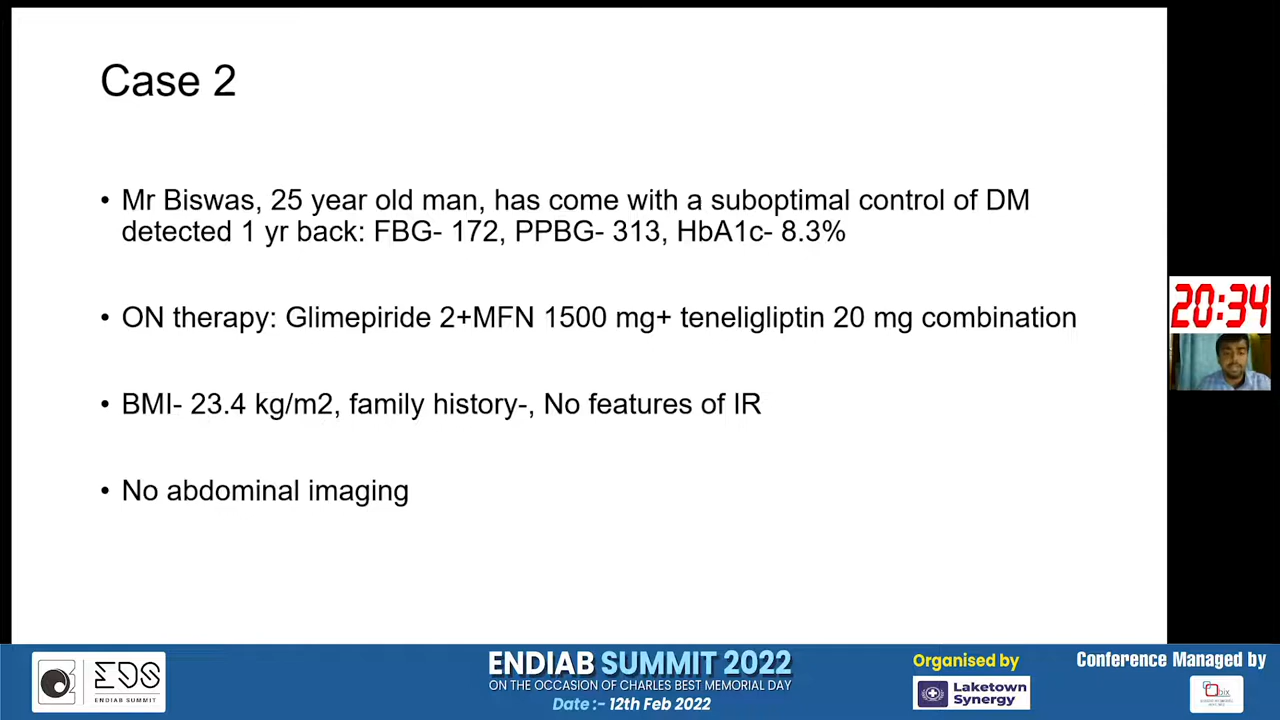 Case 2
• Mr Biswas, 25 year old man, has come with a suboptimal control of DM
detected 1 yr back: FBG- 172, PPBG- 313, HbA1c- 8.3%
• ON therapy: Glimepiride 2+MFN 1500 mg+ teneligliptin 20 mg combination
• BMI- 23.4 kg/m2, family history-, No features of IR
• No abdominal imaging
20:34
EDS
ENDIAB SUMMIT
ENDIAB SUMMIT 2022
ON THE OCCASION OF CHARLES BEST MEMORIAL DAY
Date :- 12th Feb 2022
Organised by
Laketown
Synergy
Conference Managed by